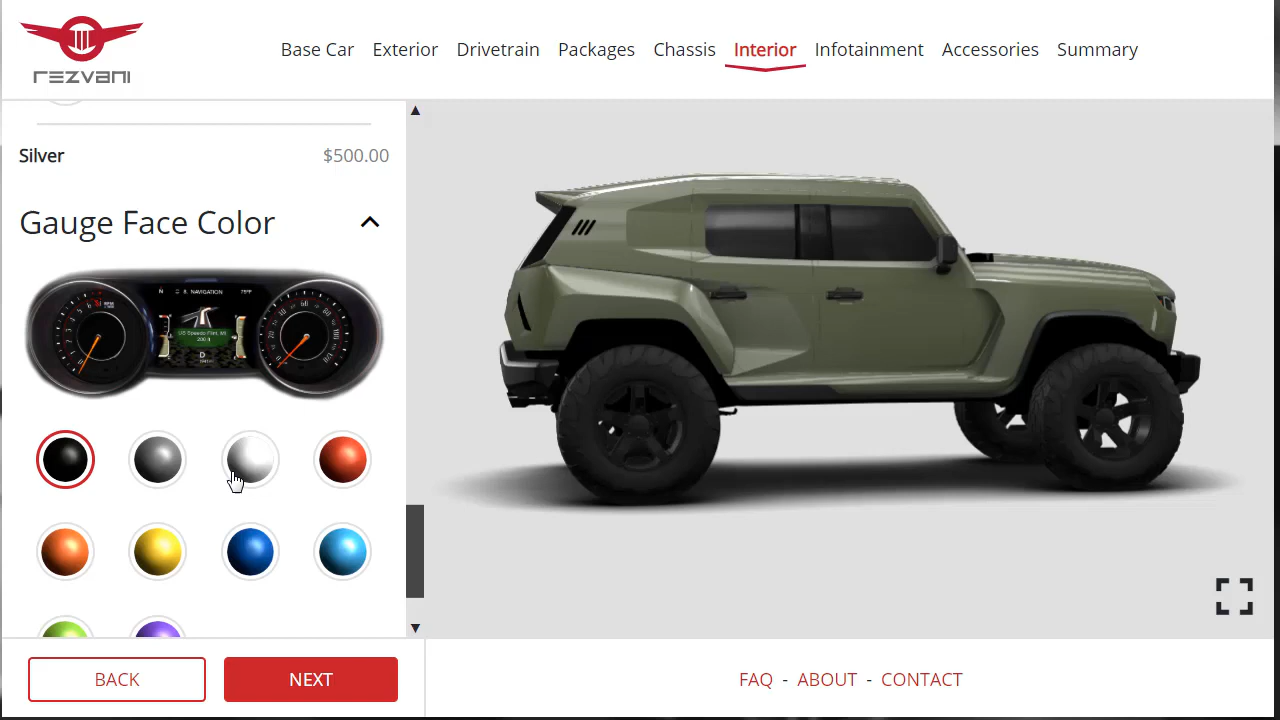 rezvani
Base Car Exterior Drivetrain Packages Chassis Interior Infotainment Accessories Summary
Silver $500.00
Gauge Face Color
NAVIGATION
D
BACK NEXT
FAQ - ABOUT - CONTACT